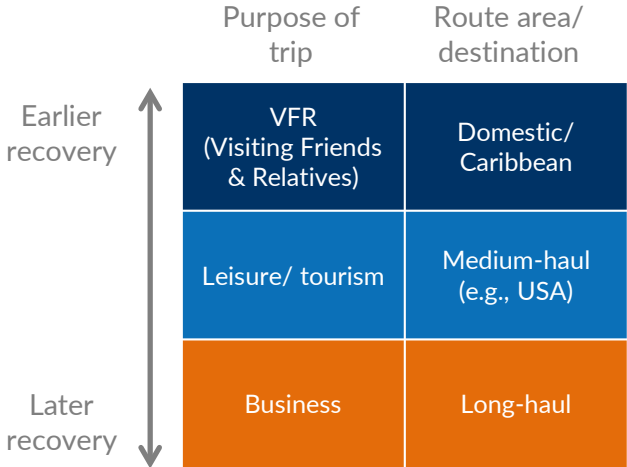 Purpose of
trip
Route area/
destination
Earlier
recovery
VFR
(Visiting Friends
& Relatives)
Domestic/
Caribbean
Leisure/ tourism
Medium-haul
(e.g., USA)
Later
recovery
Business
Long-haul